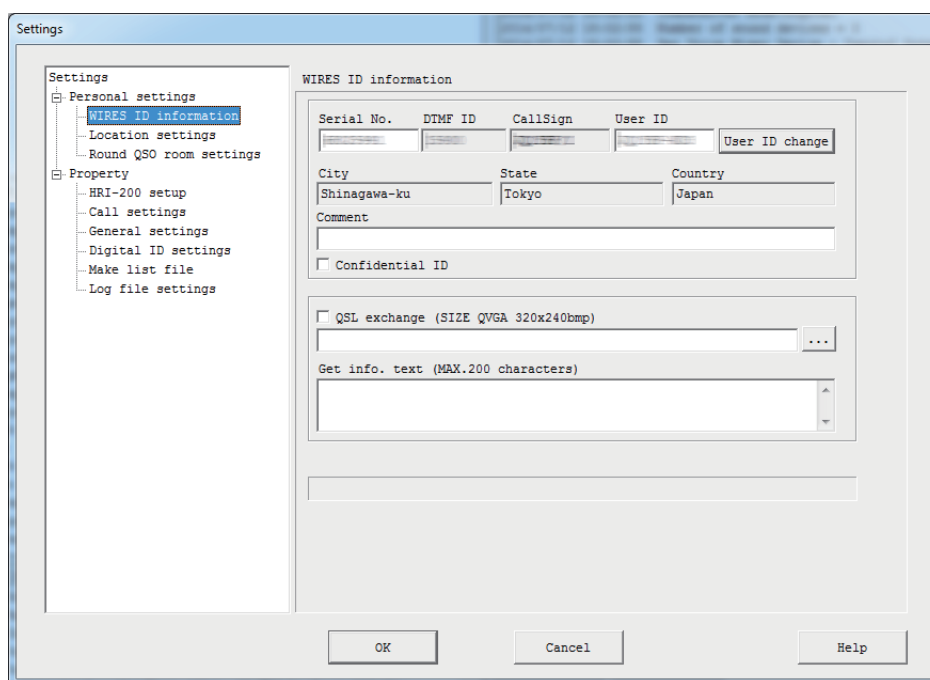 Settings
Settings
Personal settings
WIRES ID information
Location settings
Round QSO room settings
Property
HRI-200 setup
Call settings
General settings
Digital ID settings
Make list file
Log file settings
WIRES ID information
Serial No. DTMF ID CallSign User ID
User ID change
City State Country
Shinagawa-ku Tokyo Japan
Comment
Confidential ID
QSL exchange (SIZE QVGA 320x240bmp)
...
Get info. text (MAX.200 characters)
OK Cancel Help